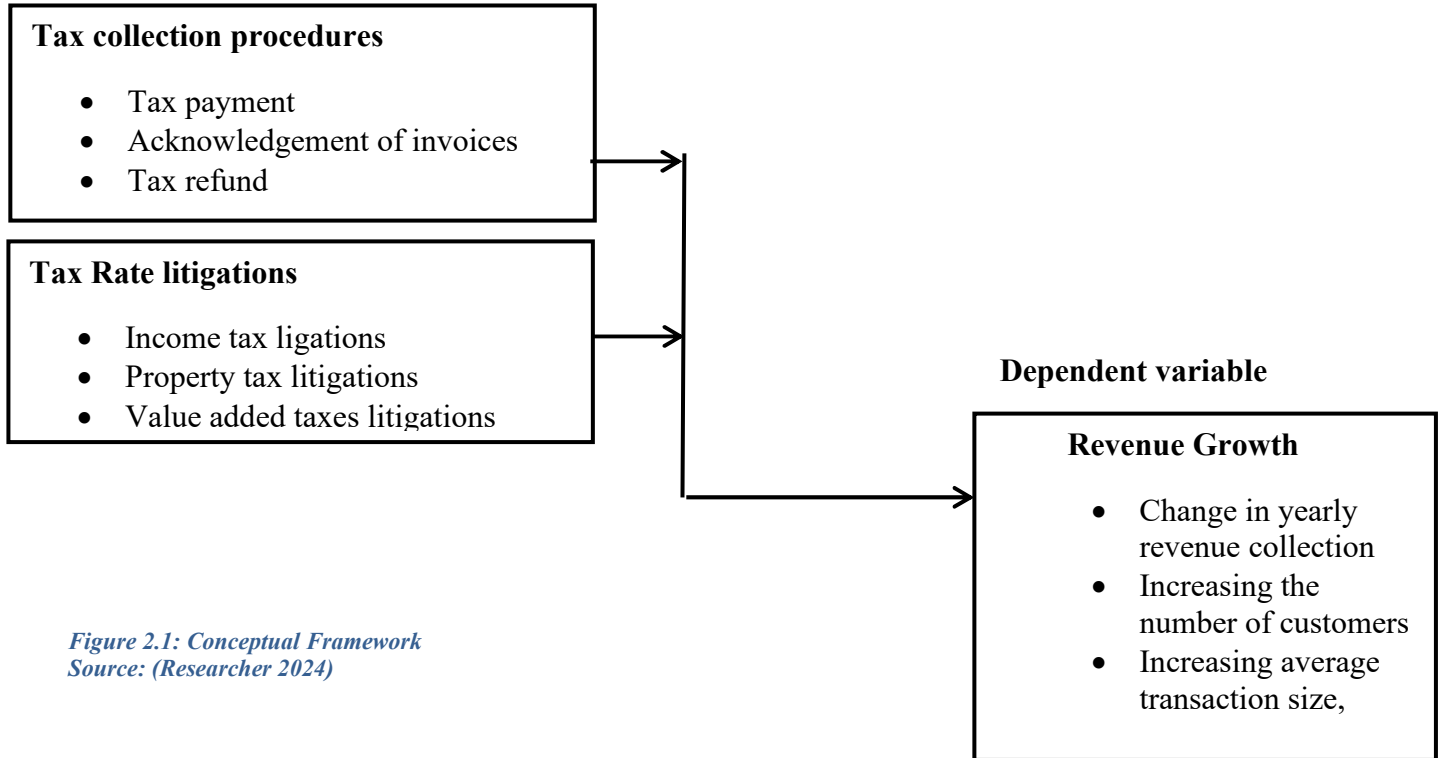 Tax collection procedures
• Tax payment
• Acknowledgement of invoices
• Tax refund
Tax Rate litigations
• Income tax ligations
• Property tax litigations
• Value added taxes litigations
Dependent variable
Revenue Growth
• Change in yearly
revenue collection
• Increasing the
number of customers
• Increasing average
transaction size,
Figure 2.1: Conceptual Framework
Source: (Researcher 2024)